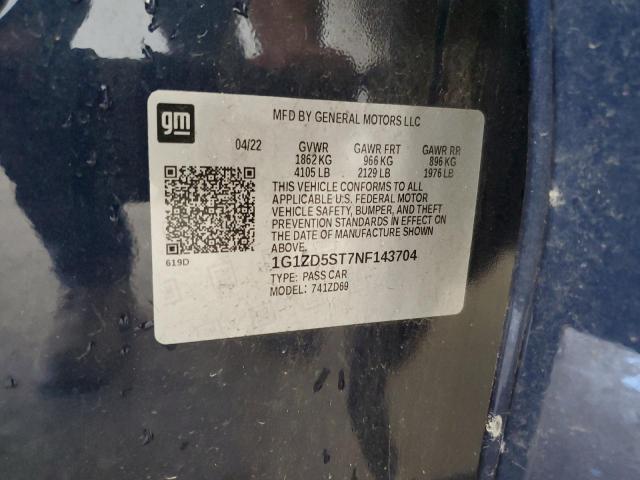 gm
MFD BY GENERAL MOTORS LLC
04/22 GVWR GAWR FRT GAWR RR
1862 KG 966 KG 896 KG
4105 LB 2129 LB 1976 LB
THIS VEHICLE CONFORMS TO ALL
APPLICABLE U.S. FEDERAL MOTOR
VEHICLE SAFETY, BUMPER, AND THEFT
PREVENTION STANDARDS IN EFFECT ON
THE DATE OF MANUFACTURE SHOWN
ABOVE.
619D
1G1ZD5ST7NF143704
TYPE: PASS CAR
MODEL: 741ZD69